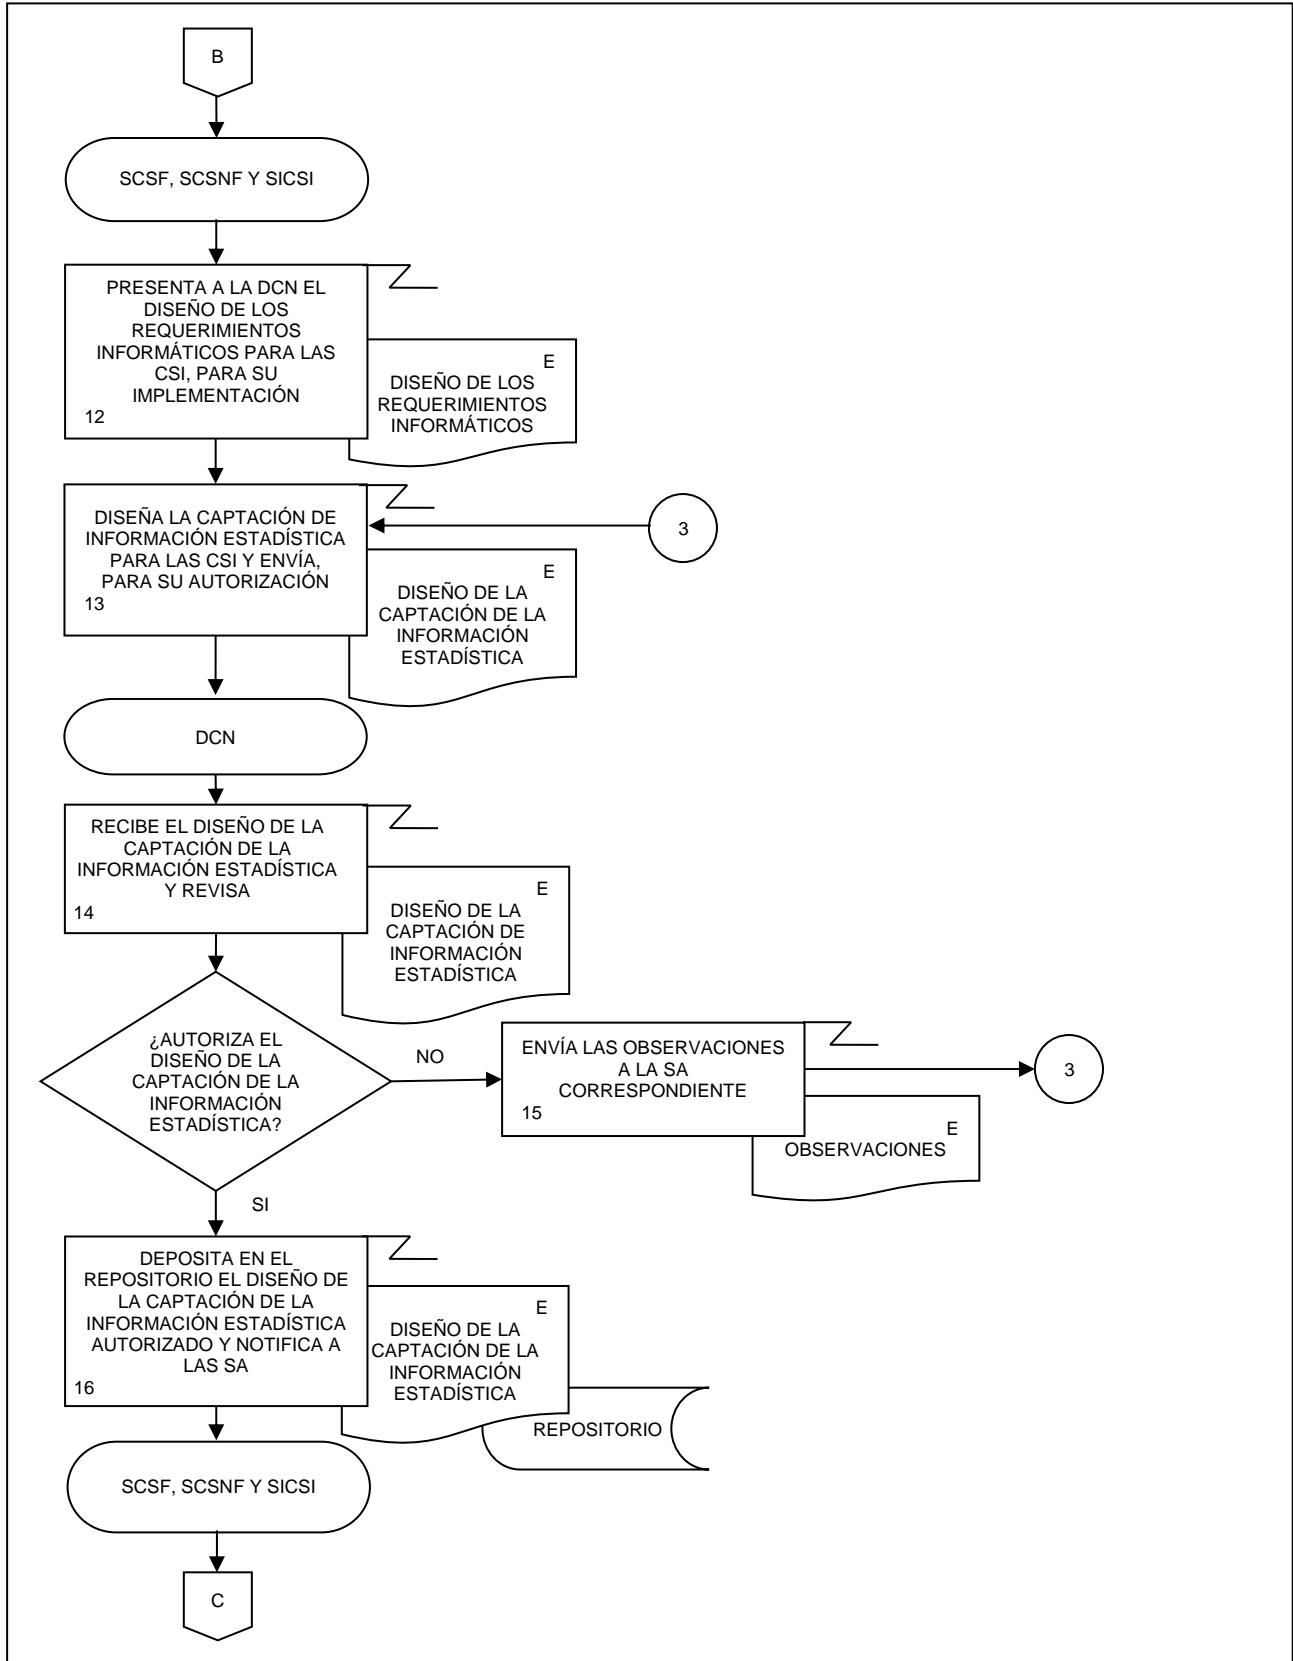 B
SCSF, SCSNF Y SICSI
PRESENTA A LA DCN EL
DISEÑO DE LOS
REQUERIMIENTOS
INFORMÁTICOS PARA LAS
CSI, PARA SU
IMPLEMENTACIÓN
12
E
DISEÑO DE LOS
REQUERIMIENTOS
INFORMÁTICOS
DISEÑA LA CAPTACIÓN DE
INFORMACIÓN ESTADÍSTICA
PARA LAS CSI Y ENVÍA,
PARA SU AUTORIZACIÓN
13
3
E
DISEÑO DE LA
CAPTACIÓN DE LA
INFORMACIÓN
ESTADÍSTICA
DCN
RECIBE EL DISEÑO DE LA
CAPTACIÓN DE LA
INFORMACIÓN ESTADÍSTICA
Y REVISA
14
E
DISEÑO DE LA
CAPTACIÓN DE
INFORMACIÓN
ESTADÍSTICA
¿AUTORIZA EL
DISEÑO DE LA
CAPTACIÓN DE LA
INFORMACIÓN
ESTADÍSTICA?
NO
ENVÍA LAS OBSERVACIONES
A LA SA
CORRESPONDIENTE
15
3
E
OBSERVACIONES
SI
DEPOSITA EN EL
REPOSITORIO EL DISEÑO DE
LA CAPTACIÓN DE LA
INFORMACIÓN ESTADÍSTICA
AUTORIZADO Y NOTIFICA A
LAS SA
16
E
DISEÑO DE LA
CAPTACIÓN DE LA
INFORMACIÓN
ESTADÍSTICA
REPOSITORIO
SCSF, SCSNF Y SICSI
C